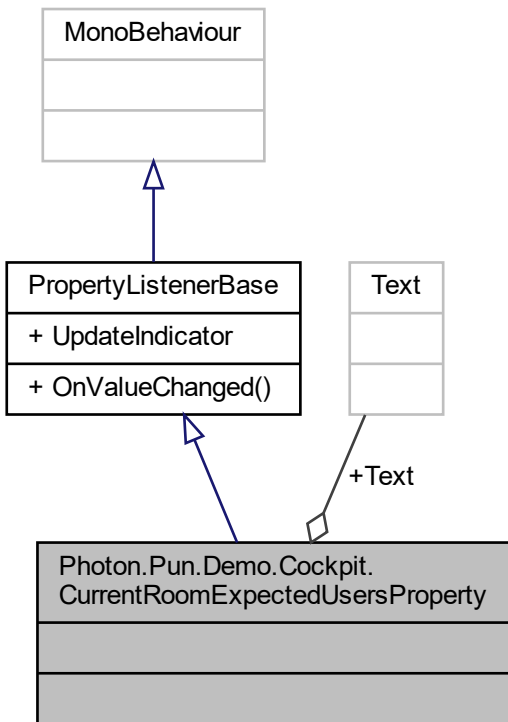 MonoBehaviour
PropertyListenerBase
+ UpdateIndicator
+ OnValueChanged()
Text
+Text
Photon.Pun.Demo.Cockpit.
CurrentRoomExpectedUsersProperty